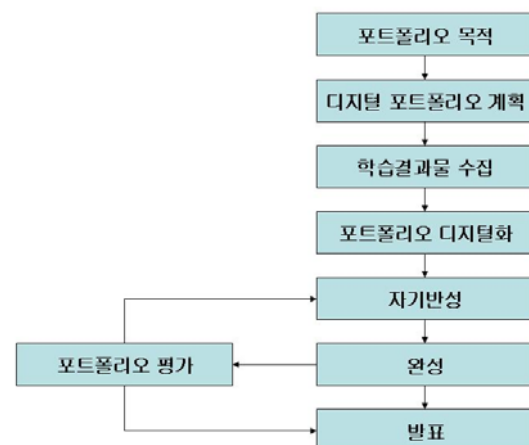 포트폴리오 목적
디지털 포트폴리오 계획
학습결과물 수집
포트폴리오 디지털화
자기반성
포트폴리오 평가
완성
발표